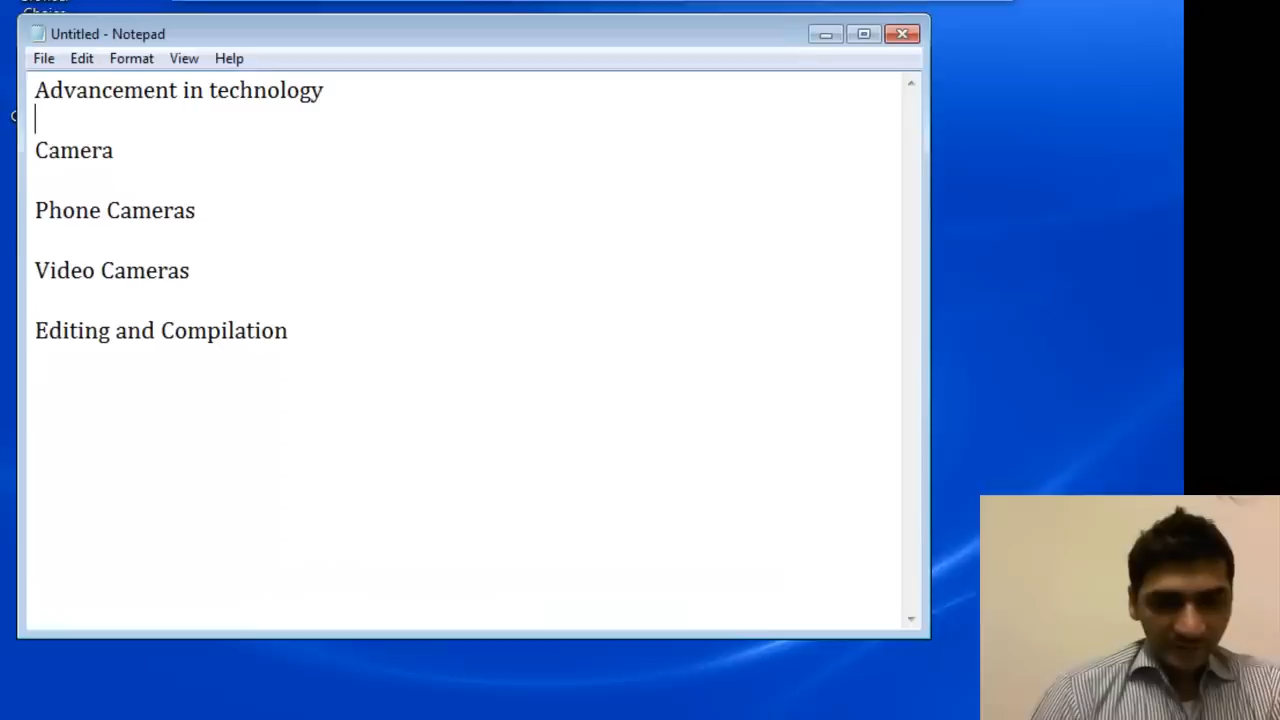 Untitled - Notepad
File Edit Format View Help
Advancement in technology
Camera
Phone Cameras
Video Cameras
Editing and Compilation